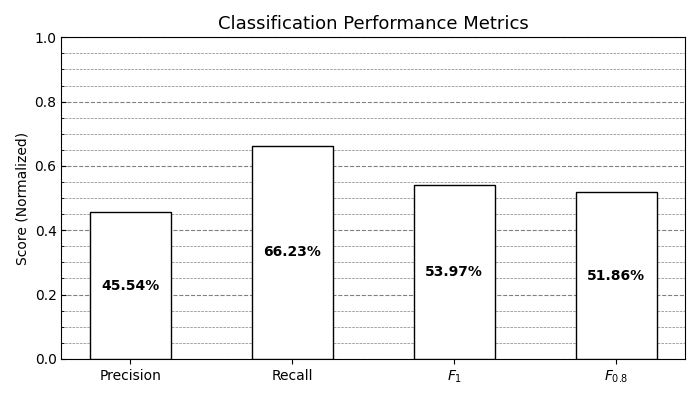 Classification Performance Metrics
Score (Normalized)
1.0
0.8
0.6
0.4
0.2
0.0
45.54%
66.23%
53.97%
51.86%
Precision
Recall
F1
F0.8